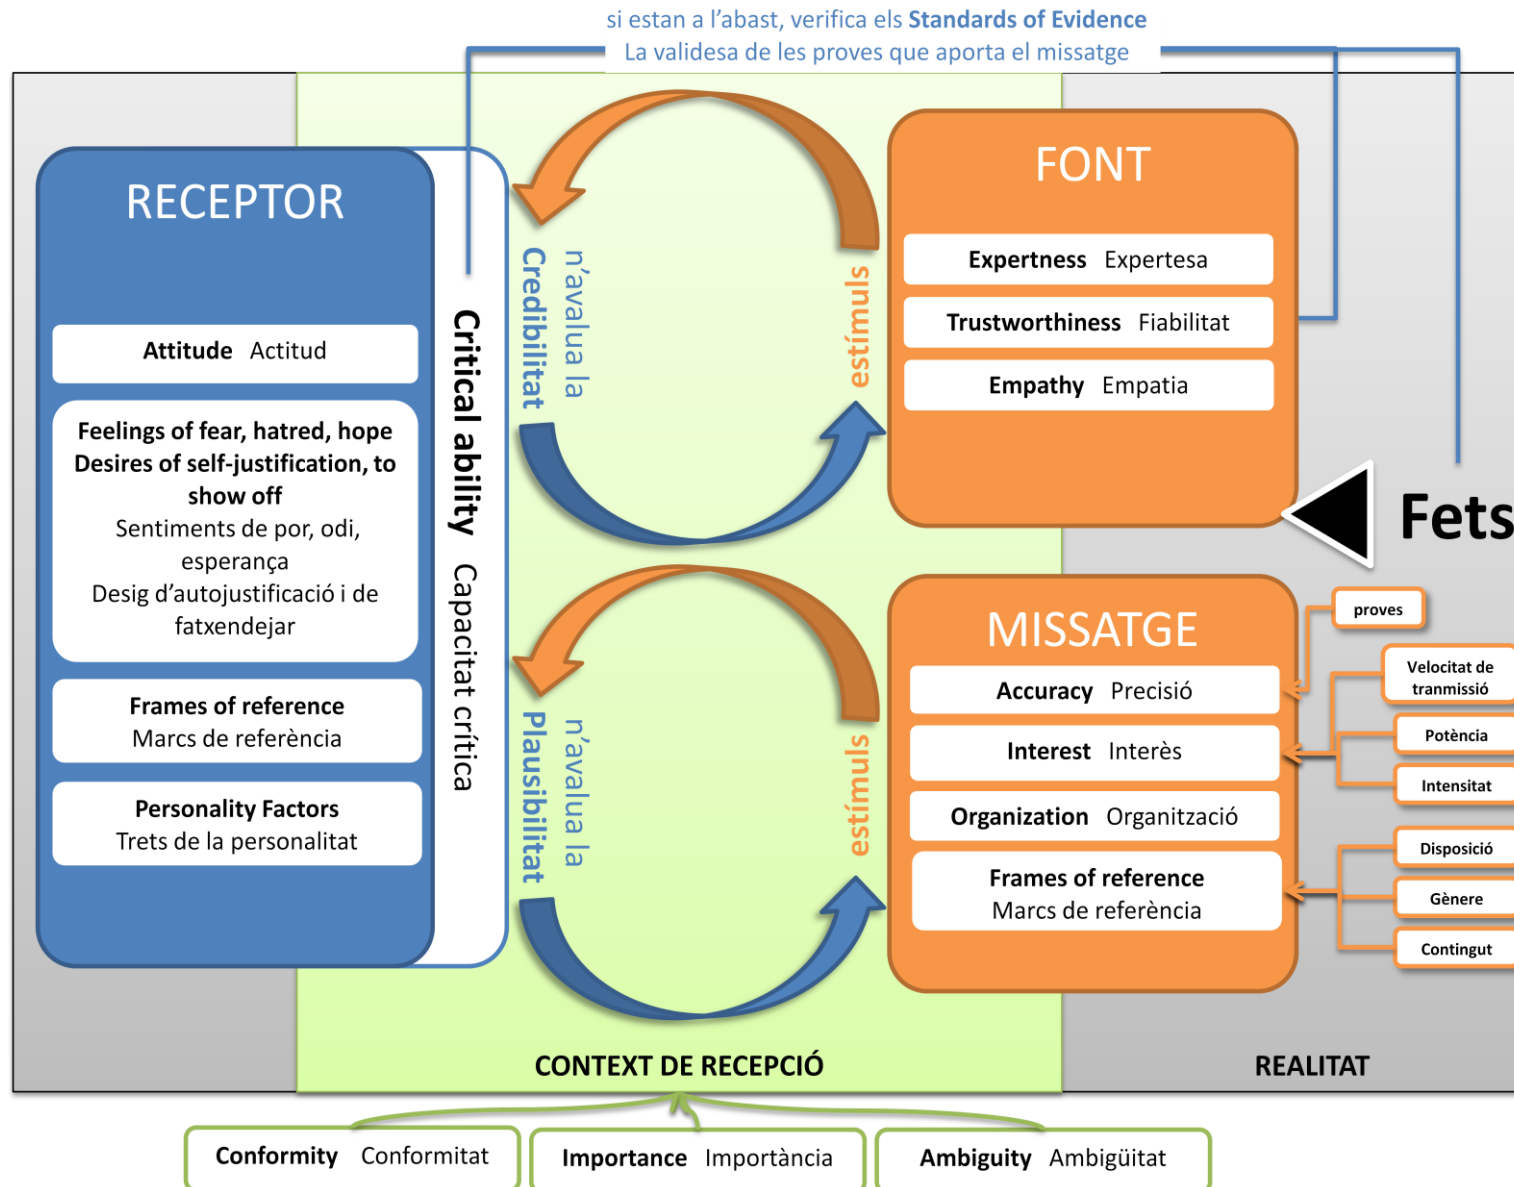 si estan a l’abast, verifica els Standards of Evidence
La validesa de les proves que aporta el missatge
RECEPTOR
Attitude Actitud
Feelings of fear, hatred, hope
Desires of self-justification, to
show off
Sentiments de por, odi,
esperança
Desig d’autojustificació i de
fatxendejar
Frames of reference
Marcs de referència
Personality Factors
Trets de la personalitat
Critical ability Capacitat crítica
n’avalua la
Credibilitat
estímuls
n’avalua la
Plausibilitat
estímuls
FONT
Expertness Expertesa
Trustworthiness Fiabilitat
Empathy Empatia
Fets
MISSATGE
Accuracy Precisió
Interest Interès
Organization Organització
Frames of reference
Marcs de referència
proves
Velocitat de
tranmissió
Potència
Intensitat
Disposició
Gènere
Contingut
CONTEXT DE RECEPCIÓ
REALITAT
Conformity Conformitat
Importance Importància
Ambiguity Ambigüitat